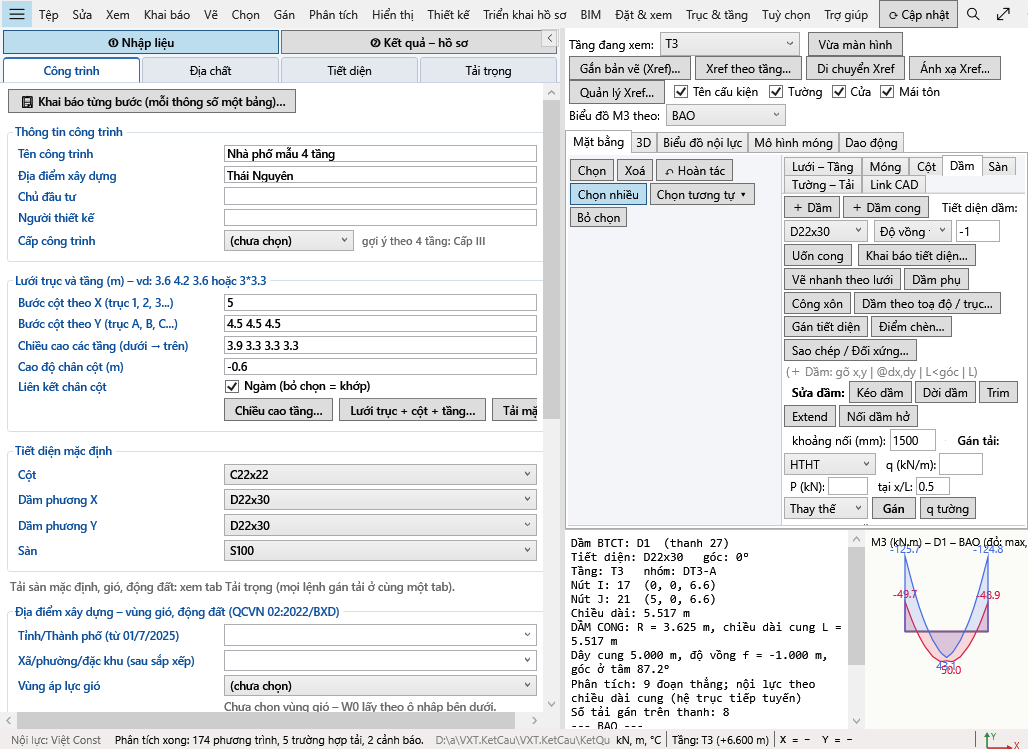 Tệp Sửa Xem Khai báo Vẽ Chọn Gán Phân tích Hiển thị Thiết kế Triển khai hồ sơ BIM Đặt & xem Trục & tầng Tuỳ chọn Trợ giúp ⟳ Cập nhật
① Nhập liệu
② Kết quả – hồ sơ
Công trình Địa chất Tiết diện Tải trọng
Khai báo từng bước (mỗi thông số một bảng)...
Thông tin công trình
Tên công trình Nhà phố mẫu 4 tầng
Địa điểm xây dựng Thái Nguyên
Chủ đầu tư
Người thiết kế
Cấp công trình (chưa chọn) gợi ý theo 4 tầng: Cấp III
Lưới trục và tầng (m) – vd: 3.6 4.2 3.6 hoặc 3*3.3
Bước cột theo X (trục 1, 2, 3...) 5
Bước cột theo Y (trục A, B, C...) 4.5 4.5 4.5
Chiều cao các tầng (dưới → trên) 3.9 3.3 3.3 3.3
Cao độ chân cột (m) -0.6
Liên kết chân cột Ngàm (bỏ chọn = khớp)
Chiều cao tầng... Lưới trục + cột + tầng... Tải mặ
Tiết diện mặc định
Cột C22x22
Dầm phương X D22x30
Dầm phương Y D22x30
Sàn S100
Tải sàn mặc định, gió, động đất: xem tab Tải trọng (mọi lệnh gán tải ở cùng một tab).
Địa điểm xây dựng – vùng gió, động đất (QCVN 02:2022/BXD)
Tỉnh/Thành phố (từ 01/7/2025)
Xã/phường/đặc khu (sau sắp xếp)
Vùng áp lực gió (chưa chọn)
Chưa chọn vùng gió – W0 lấy theo ô nhập bên dưới.
Tầng đang xem: T3 Vừa màn hình
Gắn bản vẽ (Xref)... Xref theo tầng... Di chuyển Xref Ánh xạ Xref...
Quản lý Xref... Tên cấu kiện Tường Cửa Mái tôn
Biểu đồ M3 theo: BAO
Mặt bằng 3D Biểu đồ nội lực Mô hình móng Dao động
Chọn Xoá Hoàn tác
Chọn nhiều Chọn tương tự
Bỏ chọn
Lưới – Tầng Móng Cột Dầm Sàn
Tường – Tải Link CAD
+ Dầm + Dầm cong Tiết diện dầm:
D22x30 Độ võng -1
Uốn cong Khai báo tiết diện...
Vẽ nhanh theo lưới Dầm phụ
Công xôn Dầm theo toạ độ / trục...
Gán tiết diện Điểm chèn...
Sao chép / Đối xứng...
(+ Dầm: gõ x,y | @dx,dy | L<góc | L)
Sửa dầm: Kéo dầm Dời dầm Trim
Extend Nối dầm hở
khoảng nối (mm): 1500 Gán tải:
HTHT q (kN/m):
P (kN): tại x/L: 0.5
Thay thế Gán q tường
Dầm BTCT: D1 (thanh 27)
Tiết diện: D22x30 góc: 0°
Tầng: T3 nhóm: DT3-A
Nút I: 17 (0, 0, 6.6)
Nút J: 21 (5, 0, 6.6)
Chiều dài: 5.517 m
DẦM CONG: R = 3.625 m, chiều dài cung L =
5.517 m
Dây cung 5.000 m, độ võng f = -1.000 m,
góc ở tâm 87.2°
Phân tích: 9 đoạn thẳng; nội lực theo
chiều dài cung (hệ trục tiếp tuyến)
Số tải gán trên thanh: 8
--- BAO ---
M3 (kN.m) – D1 – BAO (đỏ: max,
-125.7 -124.8
-49.7 -48.9
43.1
50.0
Nội lực: Việt Const Phân tích xong: 174 phương trình, 5 trường hợp tải, 2 cảnh báo. D:\a\VXT.KetCau\VXT.KetCau\KetQu kN, m, °C Tầng: T3 (+6.600 m) X = – Y = –
Y
X